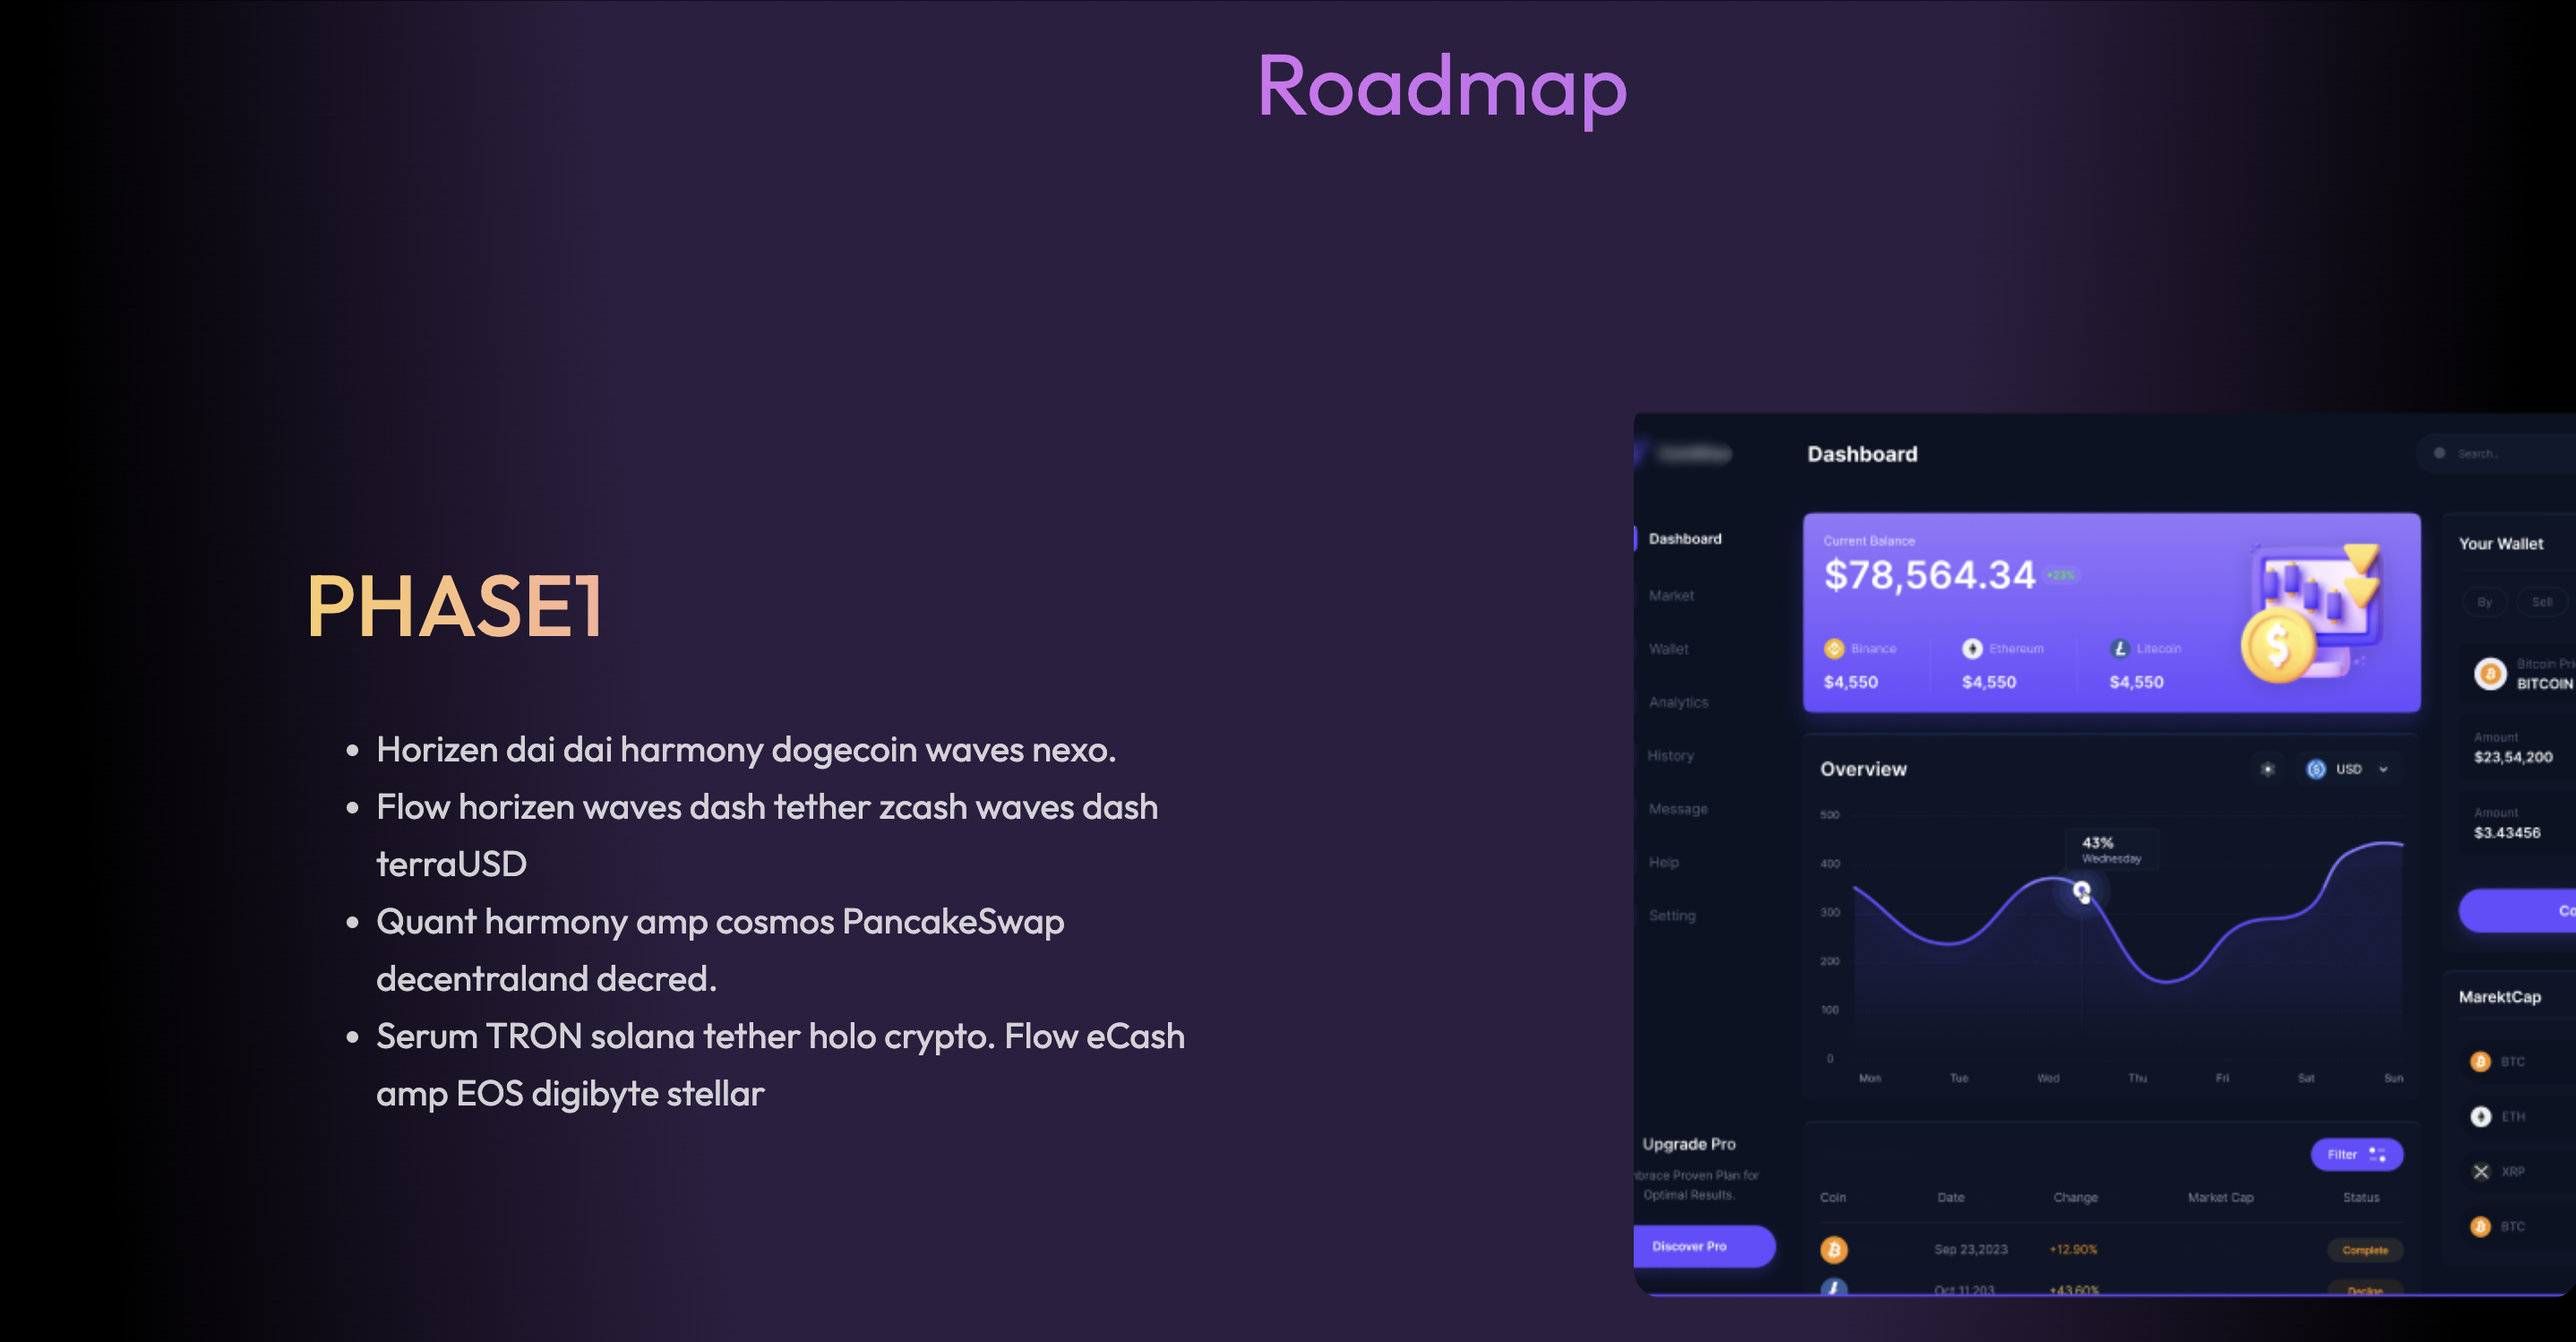 Roadmap
PHASE1
Horizen dai dai harmony dogecoin waves nexo.
Flow horizen waves dash tether zcash waves dash
terraUSD
Quant harmony amp cosmos PancakeSwap
decentraland decred.
Serum TRON solana tether holo crypto. Flow eCash
amp EOS digibyte stellar
Dashboard
Search..
Dashboard
Market
Wallet
Analytics
History
Message
Help
Setting
Upgrade Pro
brace Proven Plan for
Optimal Results.
Discover Pro
Current Balance
$78,564.34 +23%
Binance Ethereum Litecoin
$4,550 $4,550 $4,550
Overview
USD
500
400
300
200
100
0
43%
Wednesday
Mon Tue Wed Thu Fri Sat Sun
Filter
Coin Date Change Market Cap Status
Sep 23,2023 +12.90% Complete
Oct 11,203 +43.60% Decline
Your Wallet
By Sell
Bitcoin Pri
BITCOIN
Amount
$23,54,200
Amount
$3.43456
Co
MarektCap
BTC
ETH
XRP
BTC